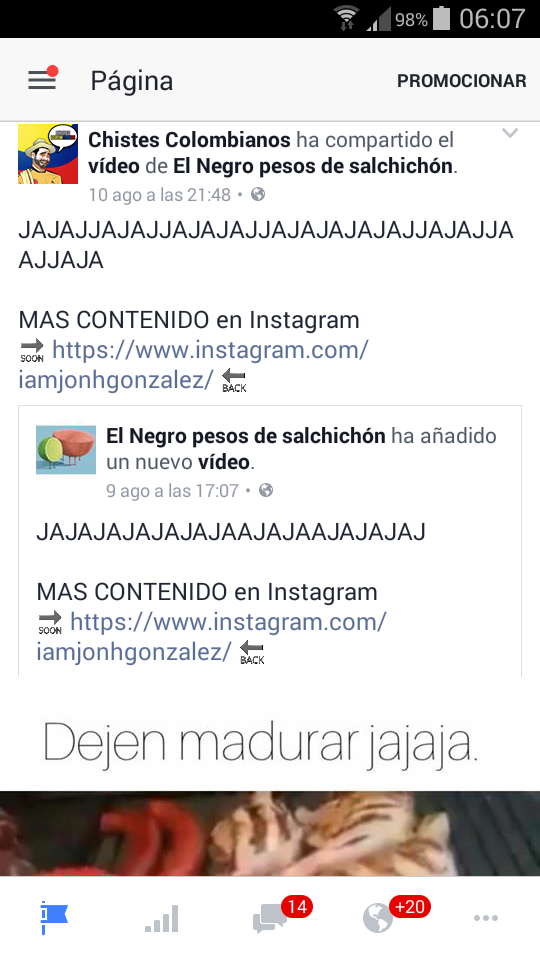 98% 06:07
Página PROMOCIONAR
Chistes Colombianos ha compartido el
vídeo de El Negro pesos de salchichón.
10 ago a las 21:48 •
JAJAJJAJAJJAJAJAJJAJAJAJAJAJJAJAJJA
AJJAJA
MAS CONTENIDO en Instagram
SOON https://www.instagram.com/
iamjonhgonzalez/ BACK
El Negro pesos de salchichón ha añadido
un nuevo vídeo.
9 ago a las 17:07 •
JAJAJAJAJAJAJAAJAJAAJAJAJAJ
MAS CONTENIDO en Instagram
SOON https://www.instagram.com/
iamjonhgonzalez/ BACK
Dejen madurar jajaja.
14 +20